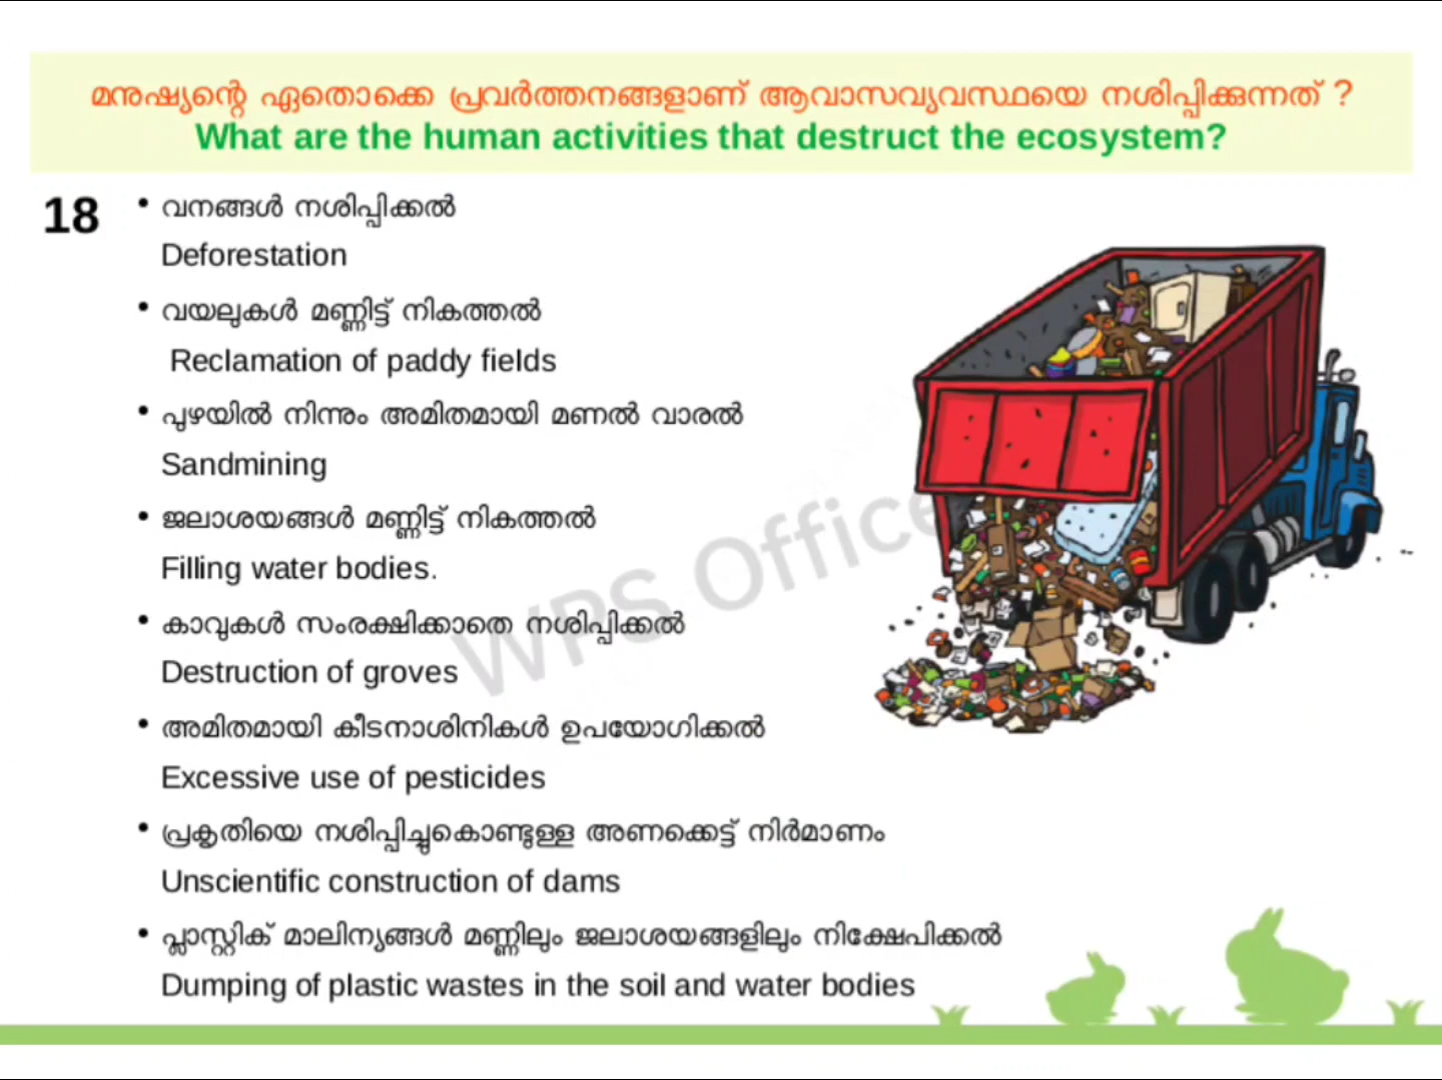 മനുഷ്യന്റെ ഏതൊക്കെ പ്രവർത്തനങ്ങളാണ് ആവാസവ്യവസ്ഥയെ നശിപ്പിക്കുന്നത് ?
What are the human activities that destruct the ecosystem?
18
• വനങ്ങൾ നശിപ്പിക്കൽ
Deforestation
• വയലുകൾ മണ്ണിട്ട് നികത്തൽ
Reclamation of paddy fields
• പുഴയിൽ നിന്നും അമിതമായി മണൽ വാരൽ
Sandmining
• ജലാശയങ്ങൾ മണ്ണിട്ട് നികത്തൽ
Filling water bodies.
• കാവുകൾ സംരക്ഷിക്കാതെ നശിപ്പിക്കൽ
Destruction of groves
• അമിതമായി കീടനാശിനികൾ ഉപയോഗിക്കൽ
Excessive use of pesticides
• പ്രകൃതിയെ നശിപ്പിച്ചുകൊണ്ടുള്ള അണക്കെട്ട് നിർമാണം
Unscientific construction of dams
• പ്ലാസ്റ്റിക് മാലിന്യങ്ങൾ മണ്ണിലും ജലാശയങ്ങളിലും നിക്ഷേപിക്കൽ
Dumping of plastic wastes in the soil and water bodies
WPS Office